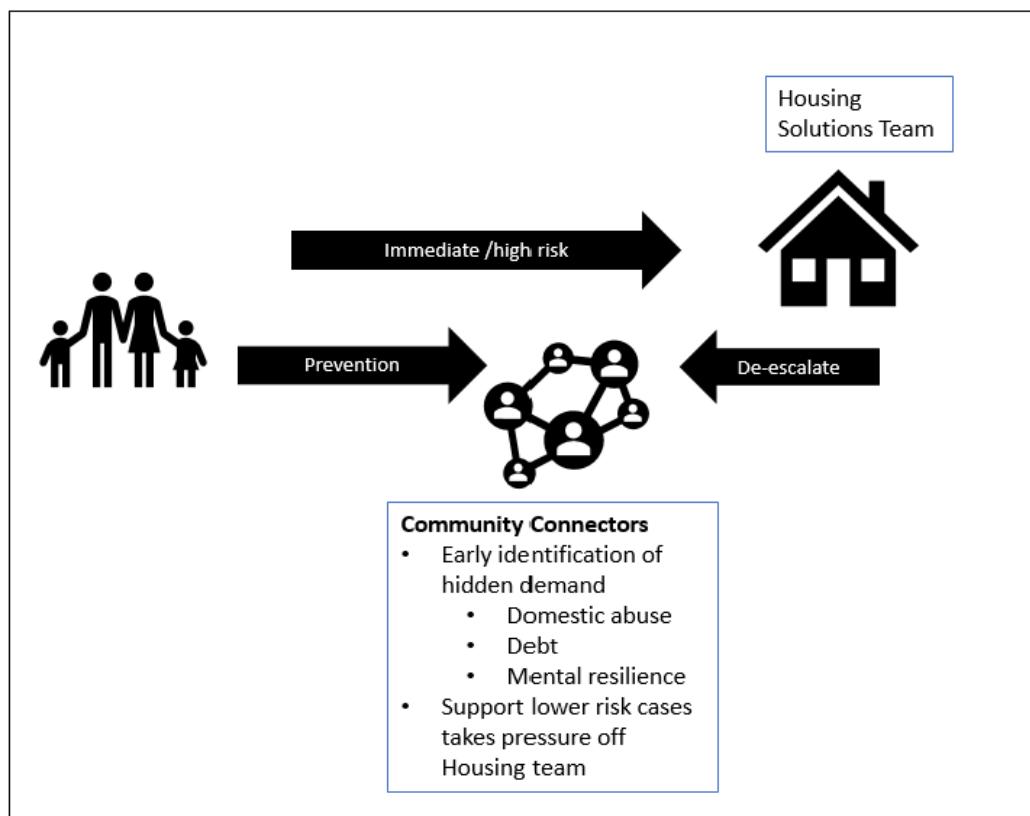 Housing
Solutions Team
Immediate /high risk
Prevention
De-escalate
Community Connectors
• Early identification of
hidden demand
• Domestic abuse
• Debt
• Mental resilience
• Support lower risk cases
takes pressure off
Housing team